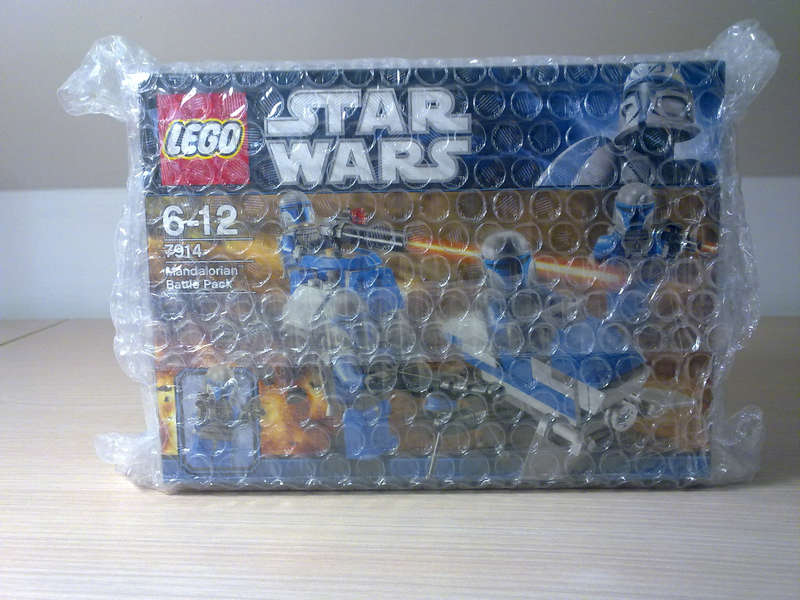 LEGO
STAR
WARS
6-12
7914
Mandalorian
Battle Pack